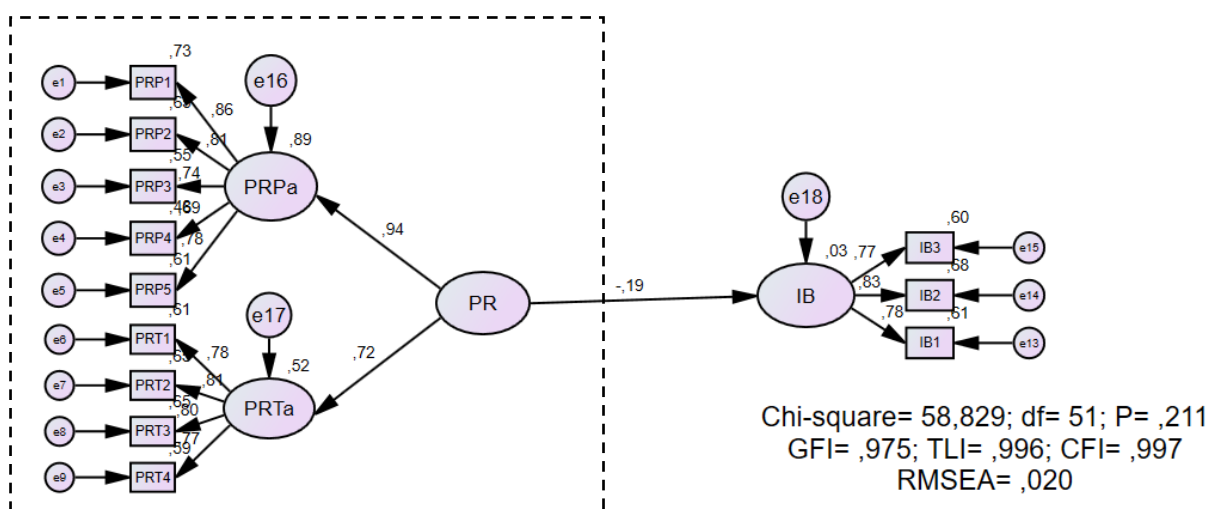 ,73
e1 PRP1 e16
,86
e2 PRP2 ,81 ,89
,55
e3 PRP3 ,74 PRPa
e18
e4 PRP4 ,78 ,94 ,60
,03 ,77 IB3 e15
,61
e5 PRP5 ,68
,83
PR -,19 IB IB2 e14
,61 e17 ,78
e6 PRT1 IB1 e13
,78 ,72
,52
e7 PRT2 ,81
,65
e8 PRT3 ,80 PRTa
,77
,59
e9 PRT4
Chi-square= 58,829; df= 51; P= ,211
GFI= ,975; TLI= ,996; CFI= ,997
RMSEA= ,020